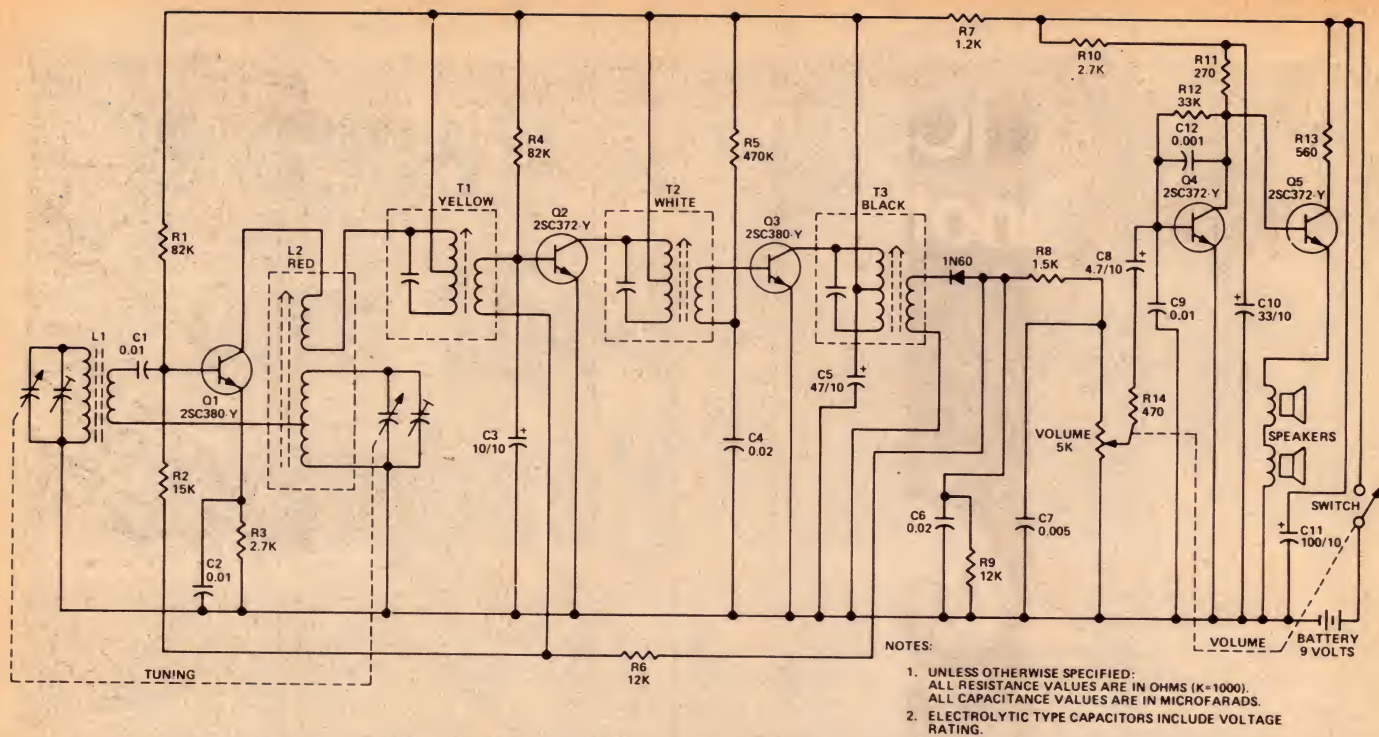 R7
1.2K
R10
2.7K
R11
270
R12
33K
C12
0.001
R13
560
R4
82K
R5
470K
T1
YELLOW
T2
WHITE
T3
BLACK
Q2
2SC372-Y
Q3
2SC380-Y
Q4
2SC372-Y
Q5
2SC372-Y
R1
82K
L2
RED
1N60
R8
1.5K
C8
4.7/10
L1
C1
0.01
Q1
2SC380-Y
C9
0.01
C10
33/10
C5
47/10
R14
470
VOLUME
5K
SPEAKERS
C3
10/10
C4
0.02
R2
15K
R3
2.7K
C2
0.01
C6
0.02
R9
12K
C7
0.005
SWITCH
C11
100/10
TUNING
R6
12K
VOLUME
BATTERY
9 VOLTS
NOTES:
1. UNLESS OTHERWISE SPECIFIED:
ALL RESISTANCE VALUES ARE IN OHMS (K=1000).
ALL CAPACITANCE VALUES ARE IN MICROFARADS.
2. ELECTROLYTIC TYPE CAPACITORS INCLUDE VOLTAGE
RATING.